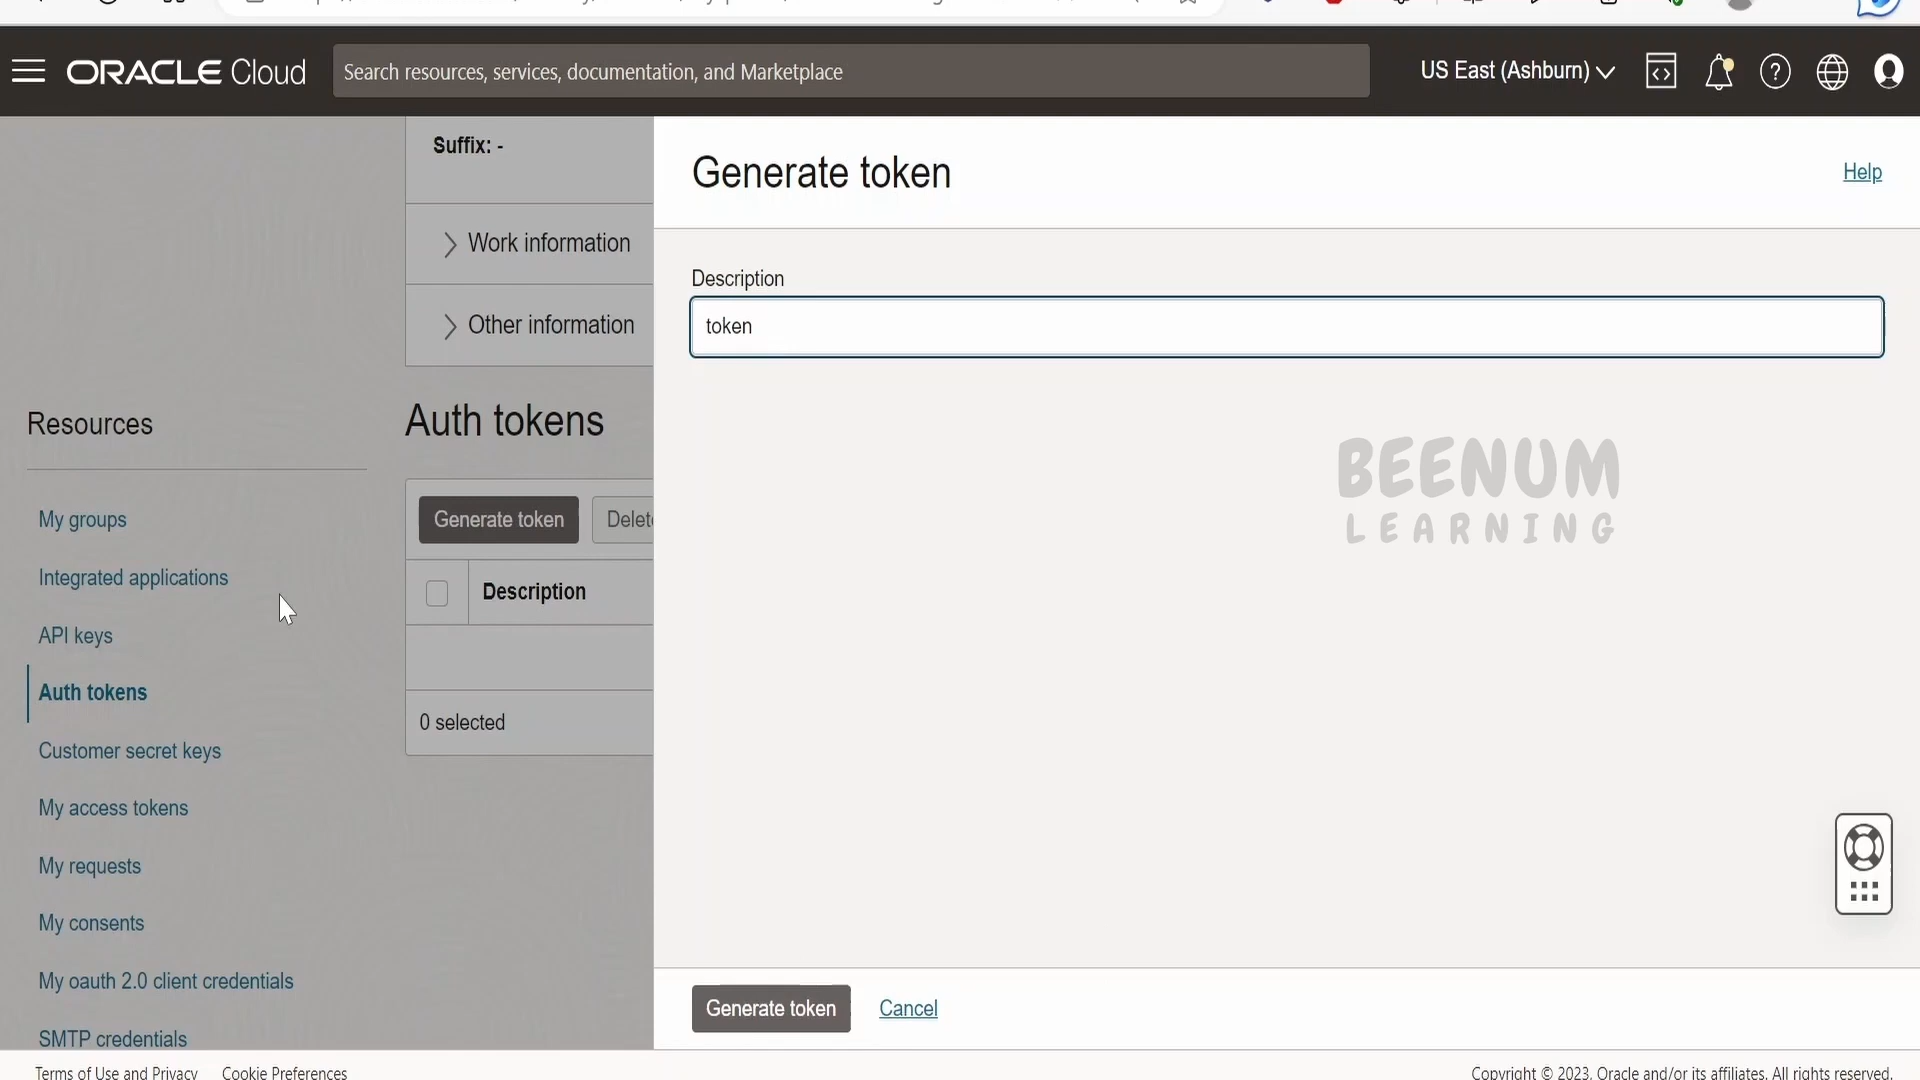 ORACLE Cloud
Search resources, services, documentation, and Marketplace
US East (Ashburn)
Suffix: -
Work information
Other information
Resources
My groups
Integrated applications
API keys
Auth tokens
Customer secret keys
My access tokens
My requests
My consents
My oauth 2.0 client credentials
SMTP credentials
Auth tokens
Generate token
Delete
Description
0 selected
Generate token
Help
Description
token
BEENUM
LEARNING
Generate token
Cancel
Terms of Use and Privacy
Cookie Preferences
Copyright © 2023, Oracle and/or its affiliates. All rights reserved.